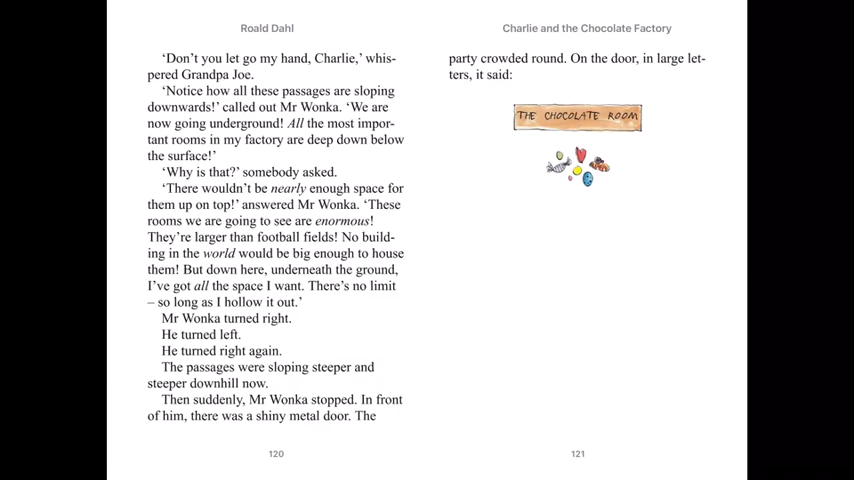 Roald Dahl
‘Don’t you let go my hand, Charlie,’ whis-
pered Grandpa Joe.
‘Notice how all these passages are sloping
downwards!’ called out Mr Wonka. ‘We are
now going underground! All the most impor-
tant rooms in my factory are deep down below
the surface!’
‘Why is that?’ somebody asked.
‘There wouldn’t be nearly enough space for
them up on top!’ answered Mr Wonka. ‘These
rooms we are going to see are enormous!
They’re larger than football fields! No build-
ing in the world would be big enough to house
them! But down here, underneath the ground,
I’ve got all the space I want. There’s no limit
– so long as I hollow it out.’
Mr Wonka turned right.
He turned left.
He turned right again.
The passages were sloping steeper and
steeper downhill now.
Then suddenly, Mr Wonka stopped. In front
of him, there was a shiny metal door. The
120
Charlie and the Chocolate Factory
party crowded round. On the door, in large let-
ters, it said:
THE CHOCOLATE ROOM
121